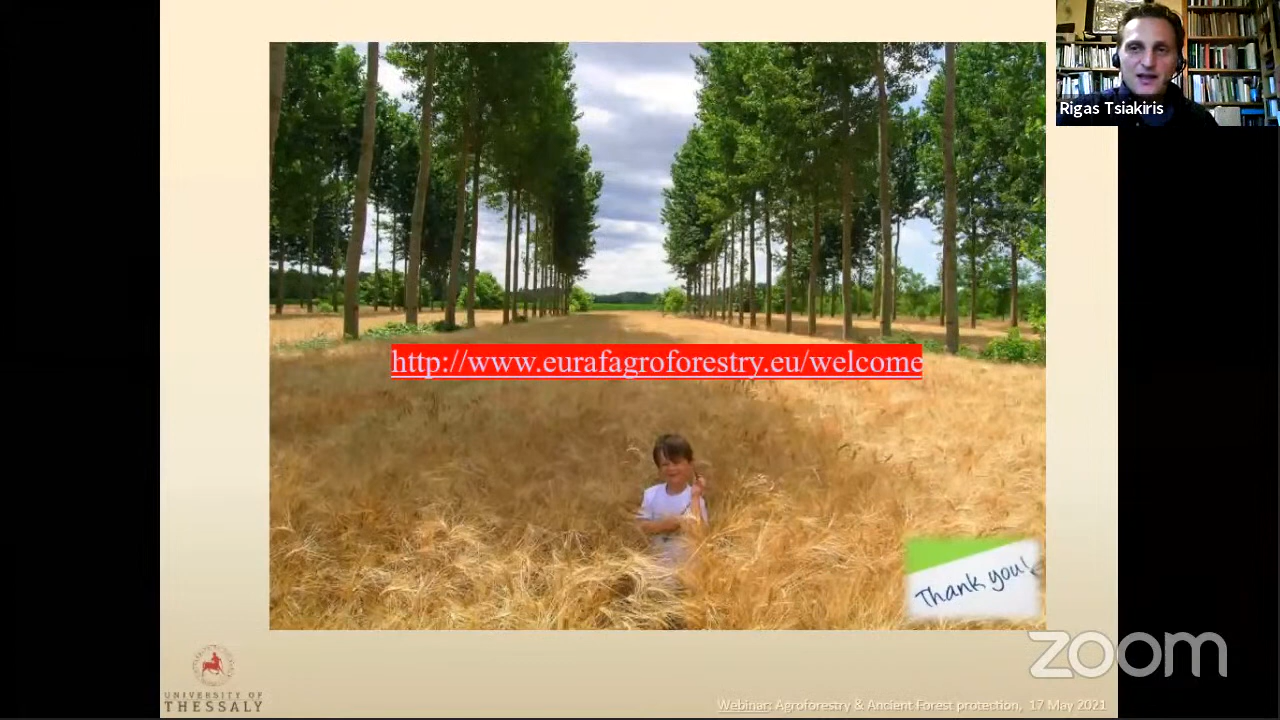 Rigas Tsiakiris
http://www.eurafagroforestry.eu/welcome
Thank you!
zoom
UNIVERSITY OF
THESSALY
Webinar: Agroforestry & Ancient Forest protection, 17 May 2021